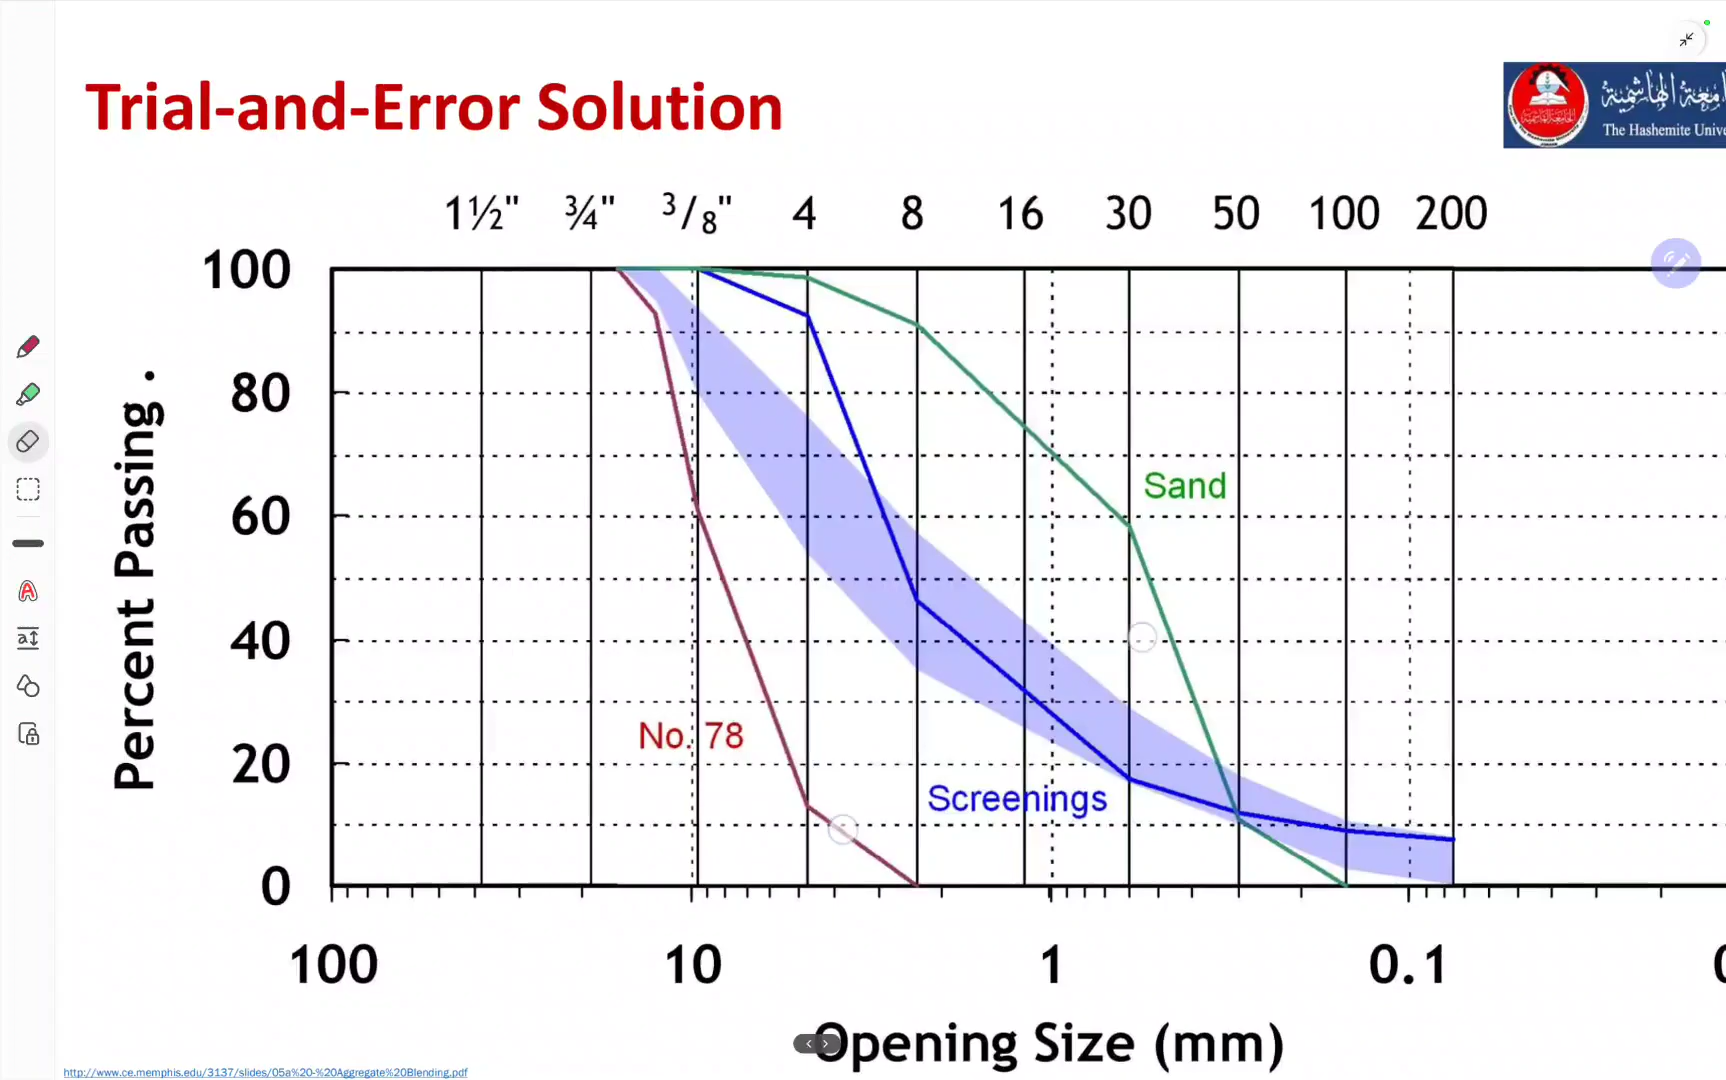 Trial-and-Error Solution
The Hashemite Unive
1½" ¾" 3/8" 4 8 16 30 50 100 200
100
80
60
40
20
0
Percent Passing .
Sand
No. 78
Screenings
100 10 1 0.1
Opening Size (mm)
http://www.ce.memphis.edu/3137/slides/05a%20-%20Aggregate%20Blending.pdf